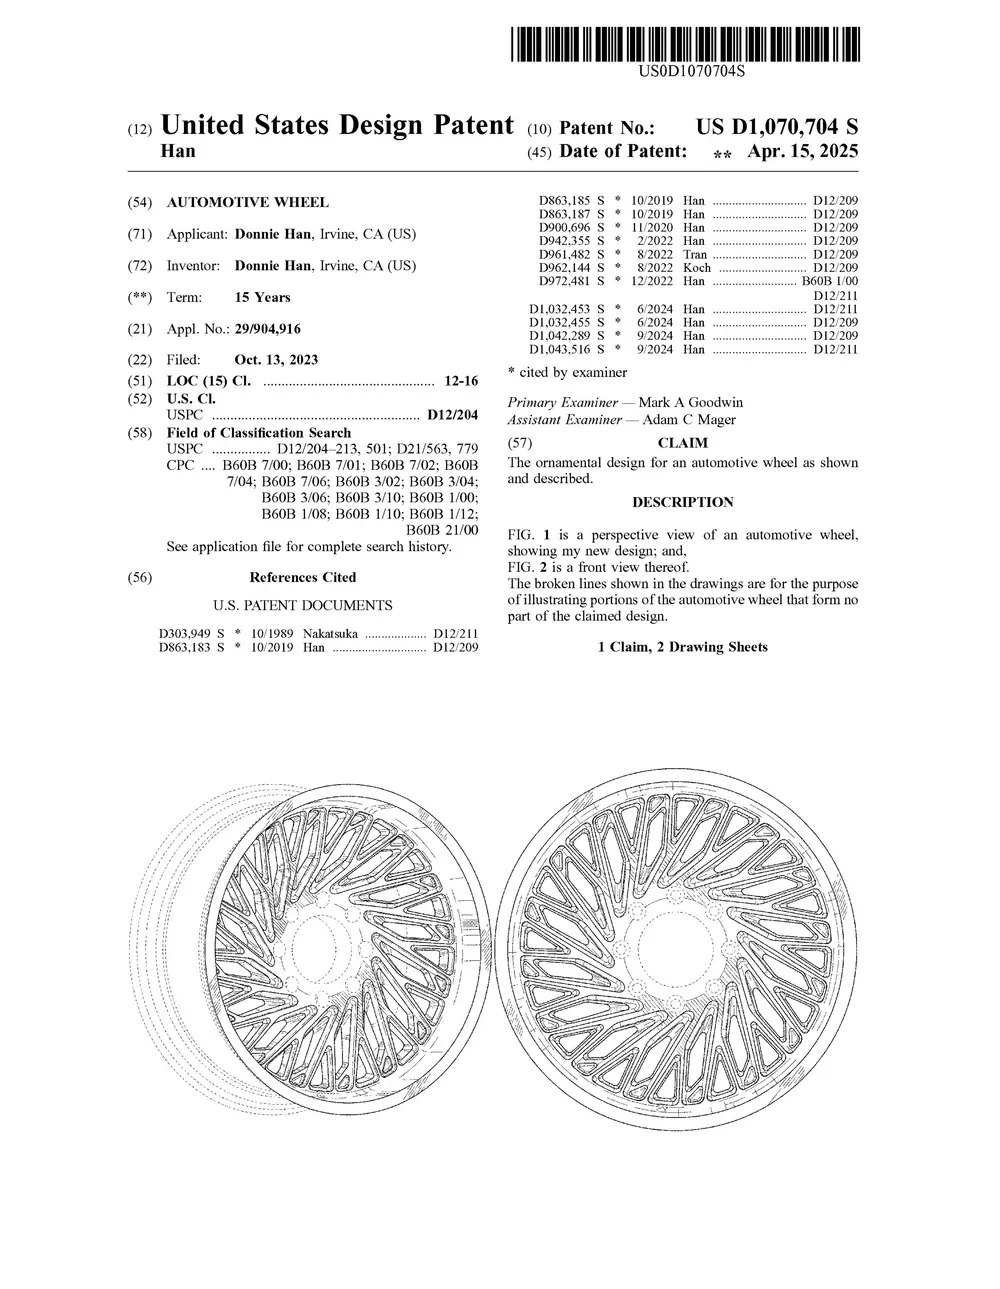 US0D1070704S
(12) United States Design Patent
Han
(10) Patent No.: US D1,070,704 S
(45) Date of Patent: ** Apr. 15, 2025
(54) AUTOMOTIVE WHEEL
(71) Applicant: Donnie Han, Irvine, CA (US)
(72) Inventor: Donnie Han, Irvine, CA (US)
(**) Term: 15 Years
(21) Appl. No.: 29/904,916
(22) Filed: Oct. 13, 2023
(51) LOC (15) Cl. ............................................... 12-16
(52) U.S. Cl.
USPC ......................................................... D12/204
(58) Field of Classification Search
USPC ................ D12/204–213, 501; D21/563, 779
CPC .... B60B 7/00; B60B 7/01; B60B 7/02; B60B
7/04; B60B 7/06; B60B 3/02; B60B 3/04;
B60B 3/06; B60B 3/10; B60B 1/00;
B60B 1/08; B60B 1/10; B60B 1/12;
B60B 21/00
See application file for complete search history.
(56) References Cited
U.S. PATENT DOCUMENTS
D303,949 S * 10/1989 Nakatsuka ................... D12/211
D863,183 S * 10/2019 Han ............................. D12/209
D863,185 S * 10/2019 Han ............................. D12/209
D863,187 S * 10/2019 Han ............................. D12/209
D900,696 S * 11/2020 Han ............................. D12/209
D942,355 S * 2/2022 Han ............................. D12/209
D961,482 S * 8/2022 Tran ............................. D12/209
D962,144 S * 8/2022 Koch ........................... D12/209
D972,481 S * 12/2022 Han .......................... B60B 1/00
D12/211
D1,032,453 S * 6/2024 Han ............................. D12/211
D1,032,455 S * 6/2024 Han ............................. D12/209
D1,042,289 S * 9/2024 Han ............................. D12/209
D1,043,516 S * 9/2024 Han ............................. D12/211
* cited by examiner
Primary Examiner — Mark A Goodwin
Assistant Examiner — Adam C Mager
(57) CLAIM
The ornamental design for an automotive wheel as shown
and described.
DESCRIPTION
FIG. 1 is a perspective view of an automotive wheel,
showing my new design; and,
FIG. 2 is a front view thereof.
The broken lines shown in the drawings are for the purpose
of illustrating portions of the automotive wheel that form no
part of the claimed design.
1 Claim, 2 Drawing Sheets